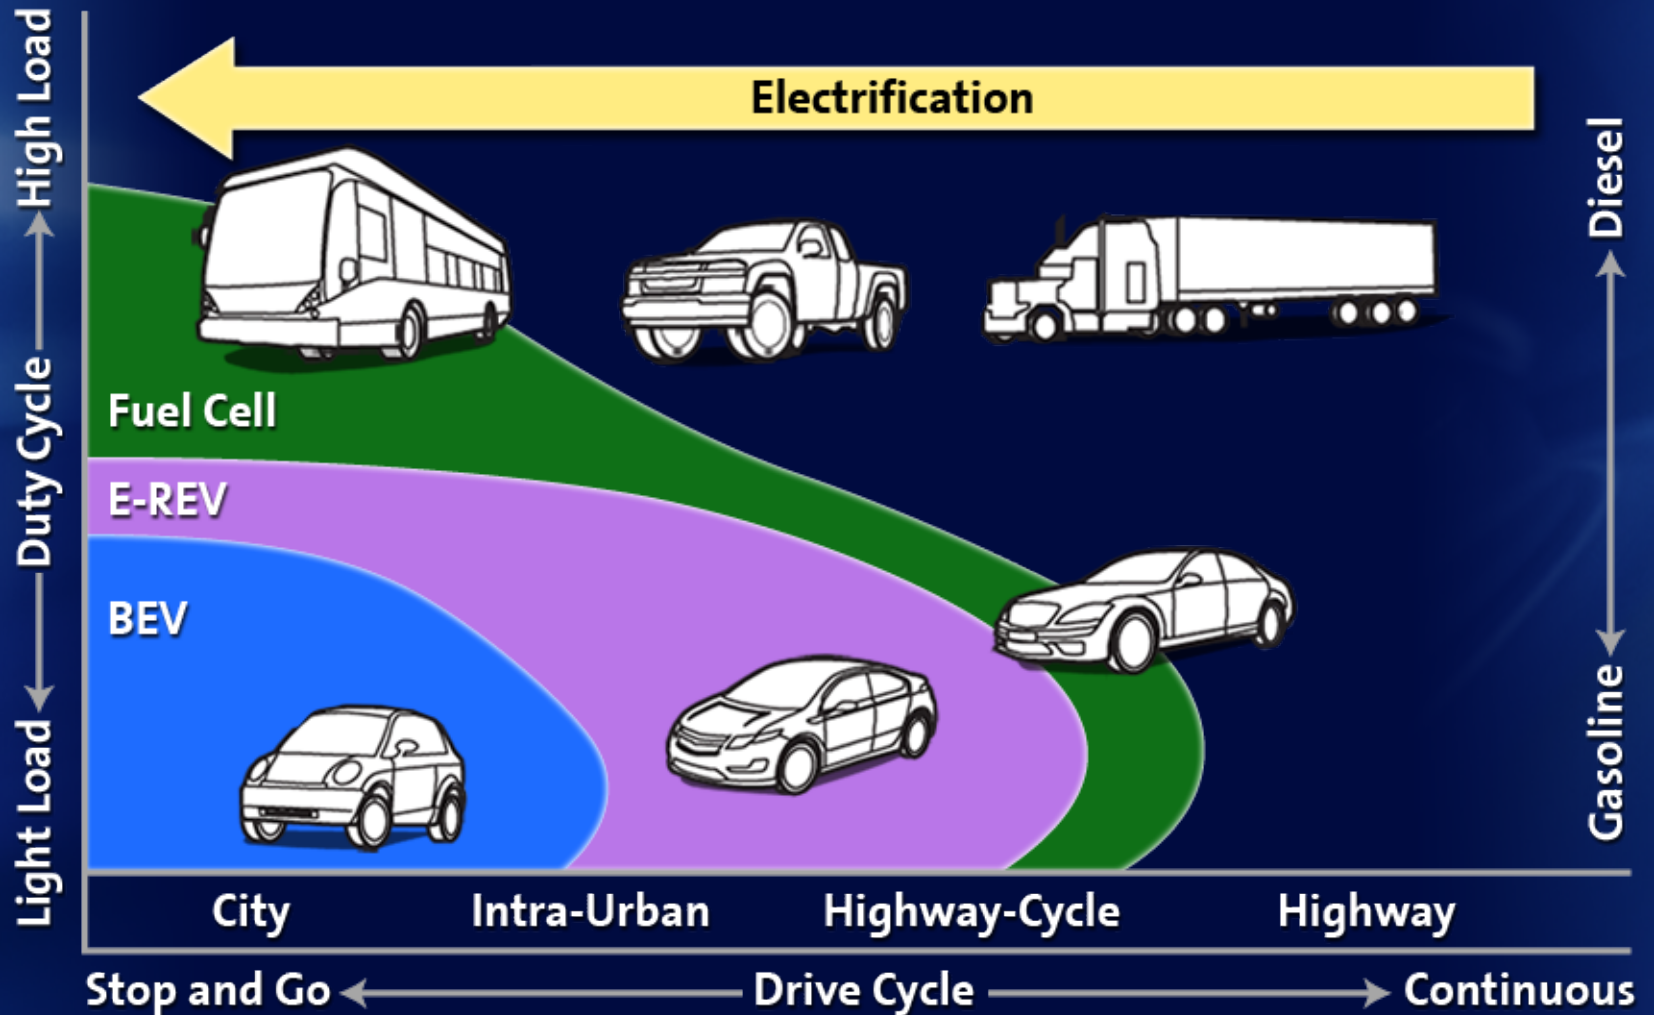 Electrification
High Load
Duty Cycle
Light Load
Diesel
Gasoline
Fuel Cell
E-REV
BEV
City
Intra-Urban
Highway-Cycle
Highway
Stop and Go
Drive Cycle
Continuous